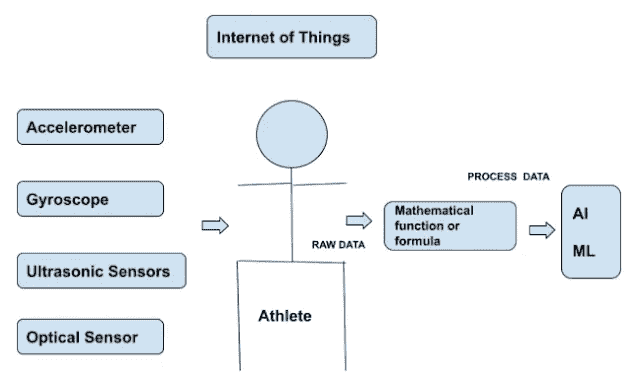 Internet of Things
Accelerometer
Gyroscope
Ultrasonic Sensors
Optical Sensor
RAW DATA
Athlete
Mathematical
function or
formula
PROCESS DATA
AI
ML